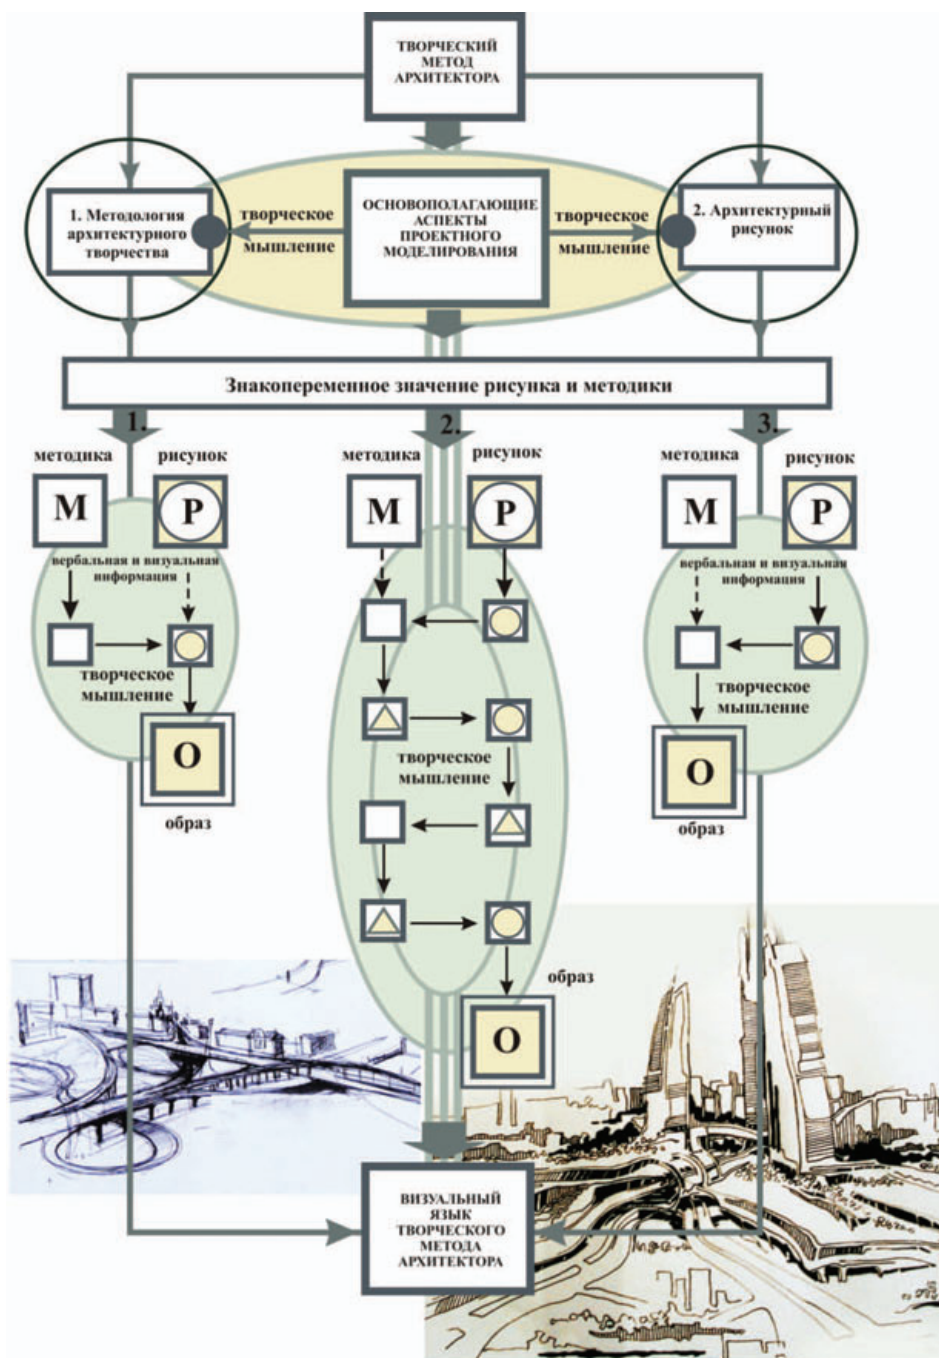 ТВОРЧЕСКИЙ
МЕТОД
АРХИТЕКТОРА
1. Методология
архитектурного
творчества
творческое
мышление
ОСНОВОПОЛАГАЮЩИЕ
АСПЕКТЫ
ПРОЕКТНОГО
МОДЕЛИРОВАНИЯ
творческое
мышление
2. Архитектурный
рисунок
Знакопеременное значение рисунка и методики
1.
2.
3.
методика
рисунок
М
Р
вербальная и визуальная
информация
творческое
мышление
О
образ
методика
рисунок
М
Р
творческое
мышление
образ
О
методика
рисунок
М
Р
вербальная и визуальная
информация
творческое
мышление
О
образ
ВИЗУАЛЬНЫЙ
ЯЗЫК
ТВОРЧЕСКОГО
МЕТОДА
АРХИТЕКТОРА